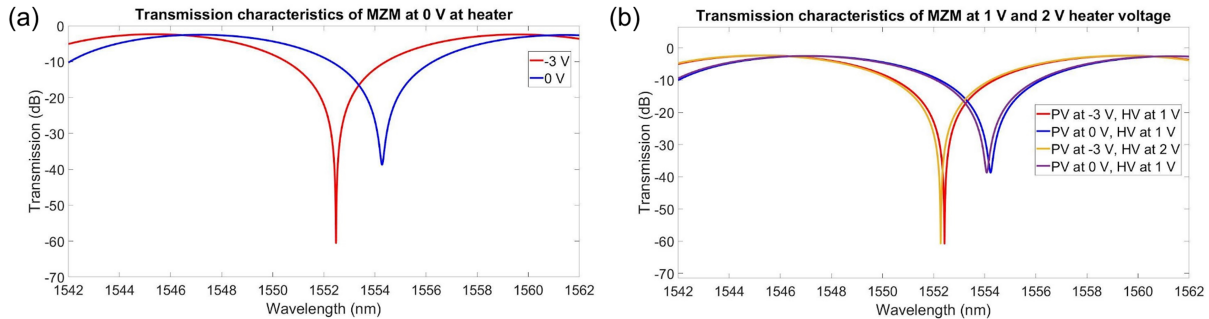 (a)
Transmission characteristics of MZM at 0 V at heater
0
-10
-20
-30
-40
-50
-60
-70
Transmission (dB)
-3 V
0 V
1542 1544 1546 1548 1550 1552 1554 1556 1558 1560 1562
Wavelength (nm)
(b)
Transmission characteristics of MZM at 1 V and 2 V heater voltage
0
-10
-20
-30
-40
-50
-60
-70
Transmission (dB)
PV at -3 V, HV at 1 V
PV at 0 V, HV at 1 V
PV at -3 V, HV at 2 V
PV at 0 V, HV at 1 V
1542 1544 1546 1548 1550 1552 1554 1556 1558 1560 1562
Wavelength (nm)